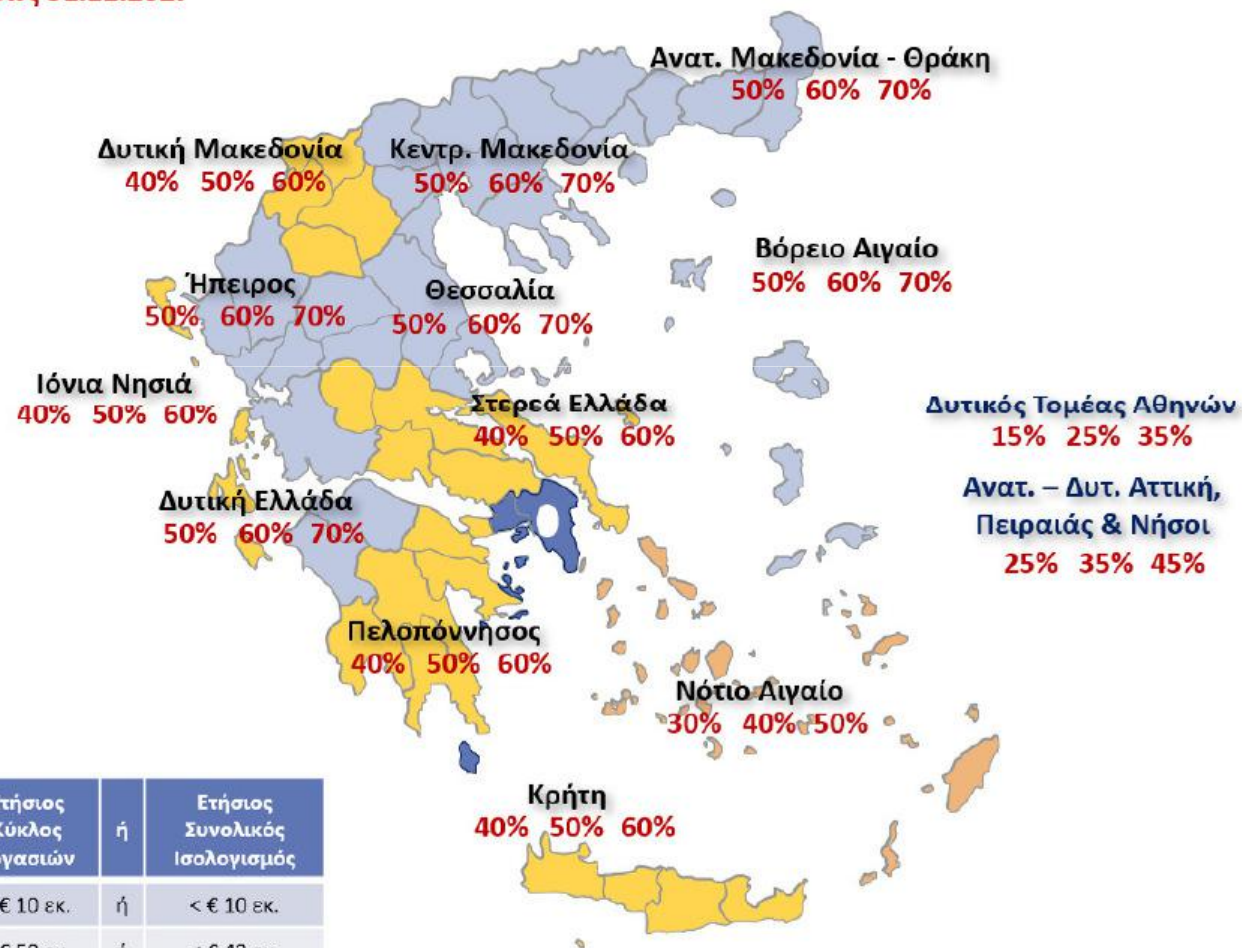 Ανατ. Μακεδονία - Θράκη
50% 60% 70%
Δυτική Μακεδονία
40% 50% 60%
Κεντρ. Μακεδονία
50% 60% 70%
Βόρειο Αιγαίο
50% 60% 70%
Ήπειρος
50% 60% 70%
Θεσσαλία
50% 60% 70%
Ιόνια Νησιά
40% 50% 60%
Στερεά Ελλάδα
40% 50% 60%
Δυτικός Τομέας Αθηνών
15% 25% 35%
Δυτική Ελλάδα
50% 60% 70%
Ανατ. – Δυτ. Αττική,
Πειραιάς & Νήσοι
25% 35% 45%
Πελοπόννησος
40% 50% 60%
Νότιο Αιγαίο
30% 40% 50%
Κρήτη
40% 50% 60%
ή
Ετήσιος
Συνολικός
Ισολογισμός
€ 10 εκ. ή < € 10 εκ.